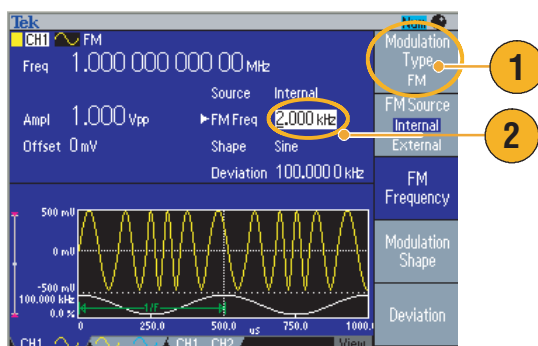 Tek
CH1 FM
Freq 1.000 000 000 00 MHz
Source Internal
Ampl 1.000 Vpp ▶FM Freq 2.000 kHz
Offset 0 mV Shape Sine
Deviation 100.000 0 kHz
Modulation
Type
FM
FM Source
Internal
External
FM
Frequency
Modulation
Shape
Deviation
1
2
500 mV
0 mV
-500 mV
100.000 kHz
0.0 %
1/F
0 250.0 500.0 us 750.0 1000.
CH1 CH1 CH2 View